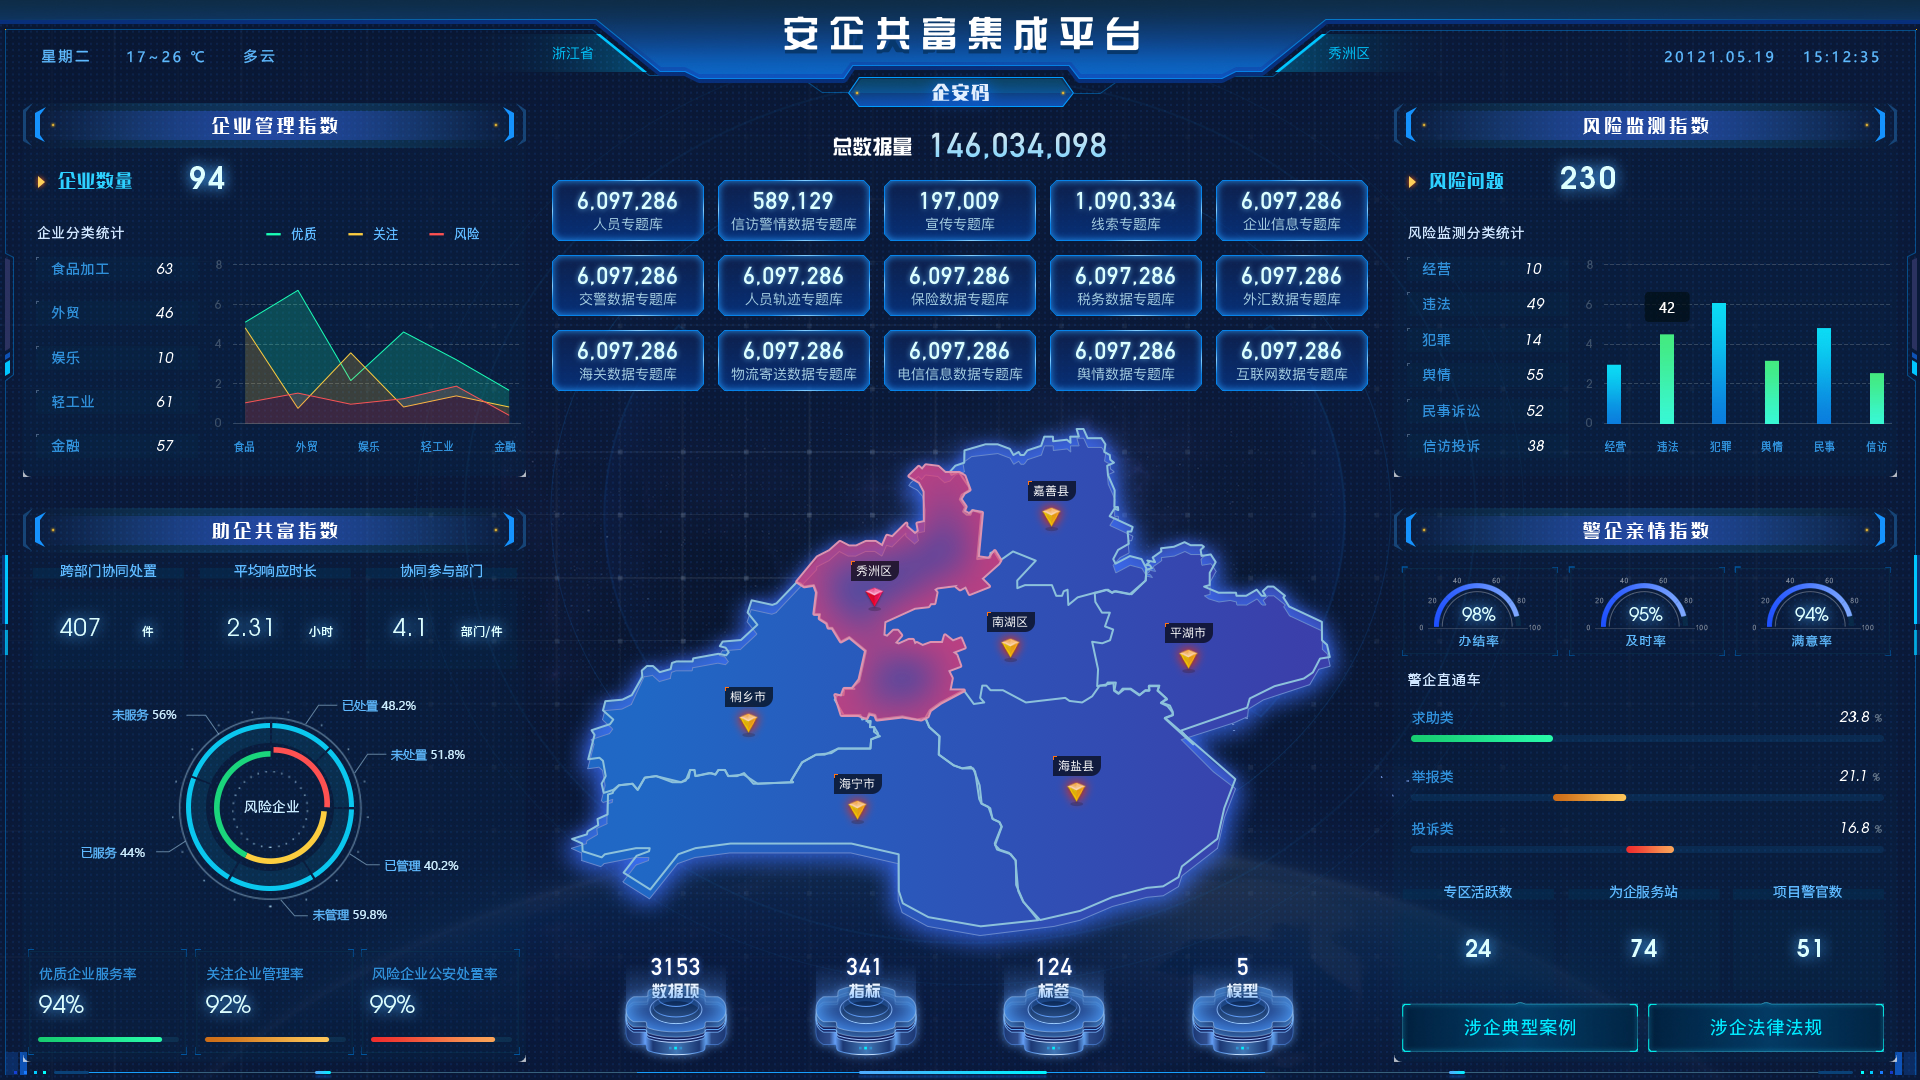 安企共富集成平台
星期二 17~26 ℃ 多云
浙江省
秀洲区
20121.05.19 15:12:35
企安码
总数据量 146,034,098
6,097,286
人员专题库
589,129
信访警情数据专题库
197,009
宣传专题库
1,090,334
线索专题库
6,097,286
企业信息专题库
6,097,286
交警数据专题库
6,097,286
人员轨迹专题库
6,097,286
保险数据专题库
6,097,286
税务数据专题库
6,097,286
外汇数据专题库
6,097,286
海关数据专题库
6,097,286
物流寄送数据专题库
6,097,286
电信信息数据专题库
6,097,286
舆情数据专题库
6,097,286
互联网数据专题库
企业管理指数
企业数量 94
企业分类统计
优质 关注 风险
食品加工 63
外贸 46
娱乐 10
轻工业 61
金融 57
8
6
4
2
0
食品 外贸 娱乐 轻工业 金融
助企共富指数
跨部门协同处置 平均响应时长 协同参与部门
407 件 2.31 小时 4.1 部门/件
未服务 56%
已处置 48.2%
未处置 51.8%
风险企业
已服务 44%
已管理 40.2%
未管理 59.8%
优质企业服务率
94%
关注企业管理率
92%
风险企业公安处置率
99%
嘉善县
秀洲区
南湖区
平湖市
桐乡市
海盐县
海宁市
3153
数据项
341
指标
124
标签
5
模型
风险监测指数
风险问题 230
风险监测分类统计
经营 10
违法 49
犯罪 14
舆情 55
民事诉讼 52
信访投诉 38
8
6
4
2
0
42
经营 违法 犯罪 舆情 民事 信访
警企亲情指数
0 20 40 60 80 100
98%
办结率
0 20 40 60 80 100
95%
及时率
0 20 40 60 80 100
94%
满意率
警企直通车
求助类 23.8 %
举报类 21.1 %
投诉类 16.8 %
专区活跃数 为企服务站 项目警官数
24 74 51
涉企典型案例
涉企法律法规